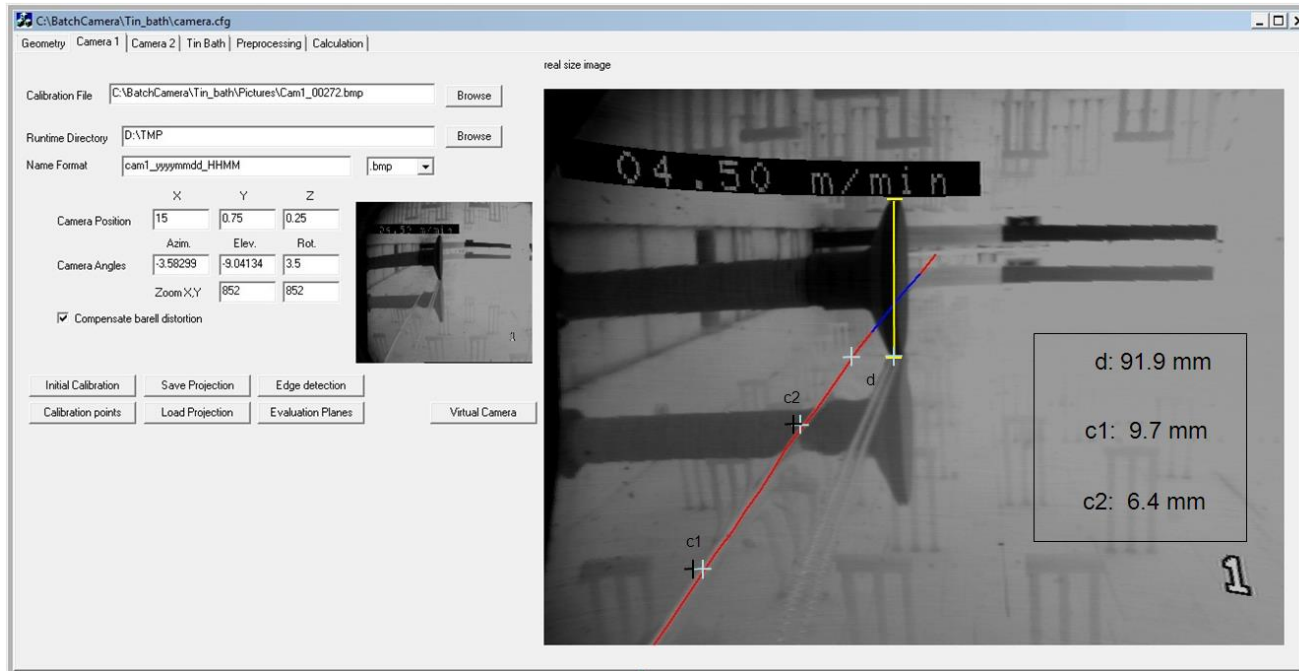 C:\BatchCamera\Tin_bath\camera.cfg
Geometry Camera 1 Camera 2 Tin Bath Preprocessing Calculation
real size image
Calibration File C:\BatchCamera\Tin_bath\Pictures\Cam1_00272.bmp Browse
Runtime Directory D:\TMP Browse
Name Format cam1_yyyymmdd_HHMM .bmp
X Y Z
Camera Position 15 0.75 0.25
Azim. Elev. Rot.
Camera Angles -3.58299 -9.04134 3.5
Zoom X,Y 852 852
Compensate barell distortion
Initial Calibration Save Projection Edge detection
Calibration points Load Projection Evaluation Planes Virtual Camera
04.50 m/min
1
04.50 m/min
d
c2
c1
d: 91.9 mm
c1: 9.7 mm
c2: 6.4 mm
1